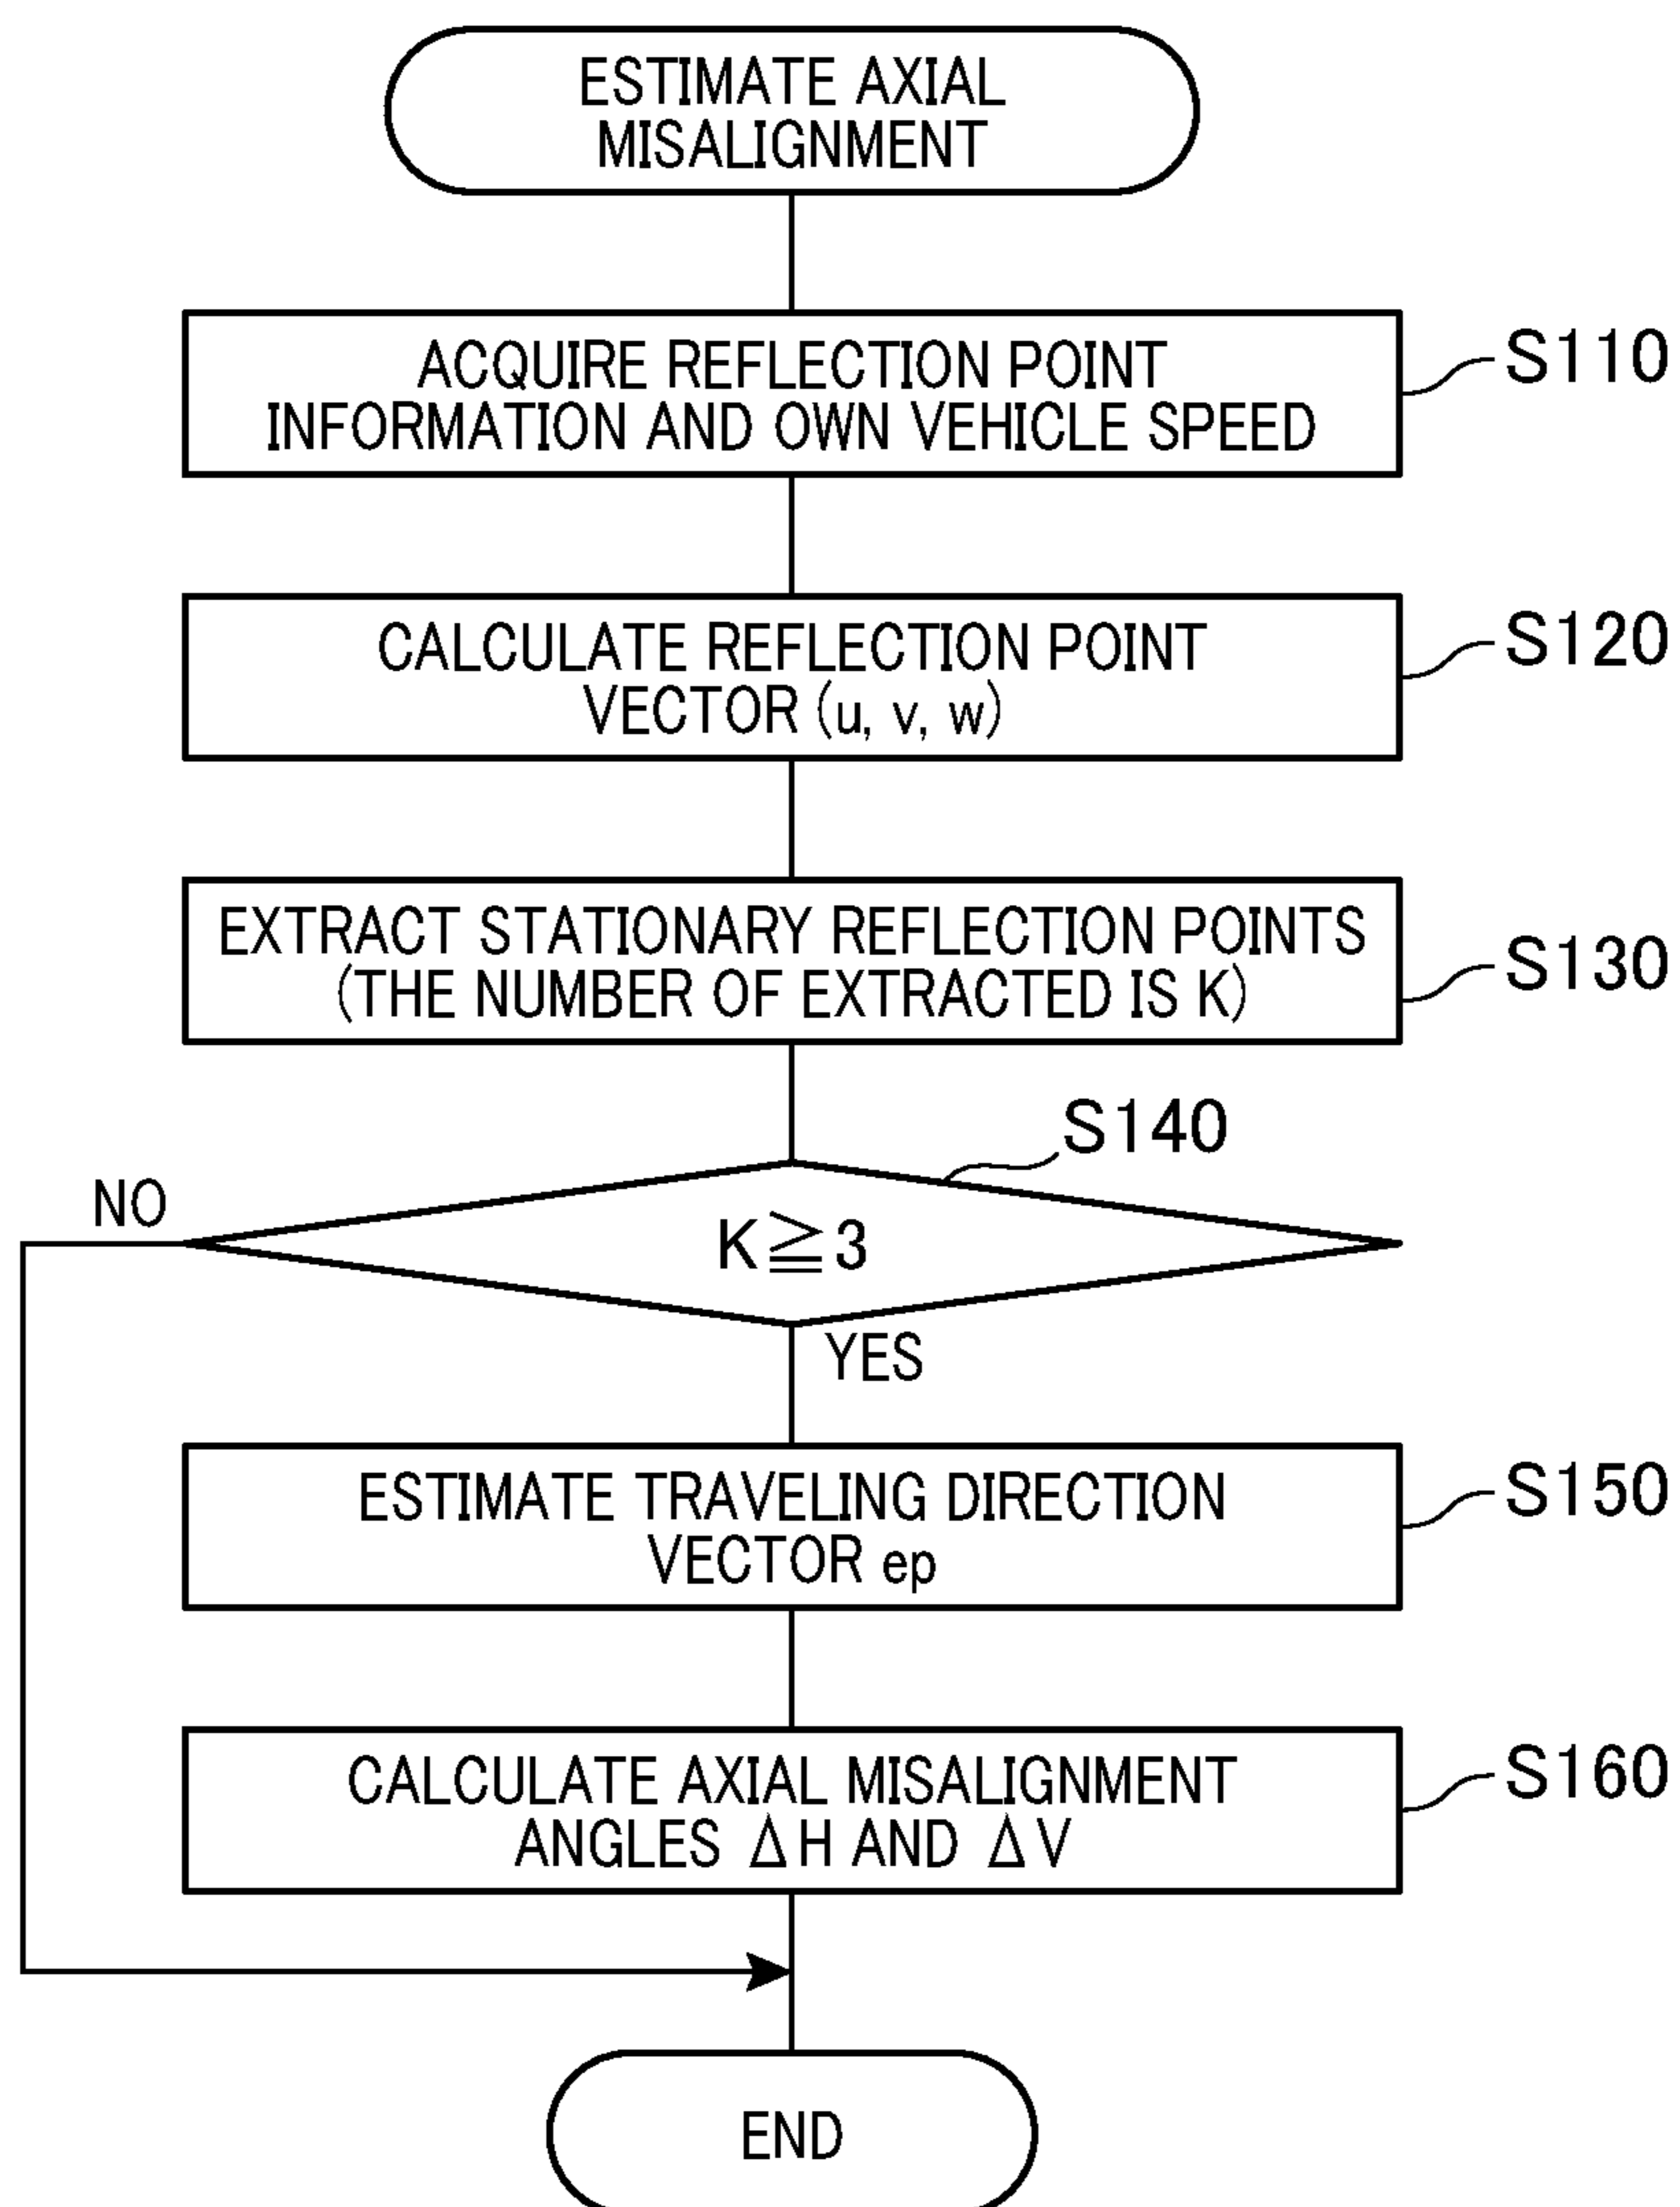 ESTIMATE AXIAL
MISALIGNMENT
ACQUIRE REFLECTION POINT
INFORMATION AND OWN VEHICLE SPEED
S110
CALCULATE REFLECTION POINT
VECTOR (u, v, w)
S120
EXTRACT STATIONARY REFLECTION POINTS
(THE NUMBER OF EXTRACTED IS K)
S130
S140
NO
K≧3
YES
ESTIMATE TRAVELING DIRECTION
VECTOR ep
S150
CALCULATE AXIAL MISALIGNMENT
ANGLES ΔH AND ΔV
S160
END